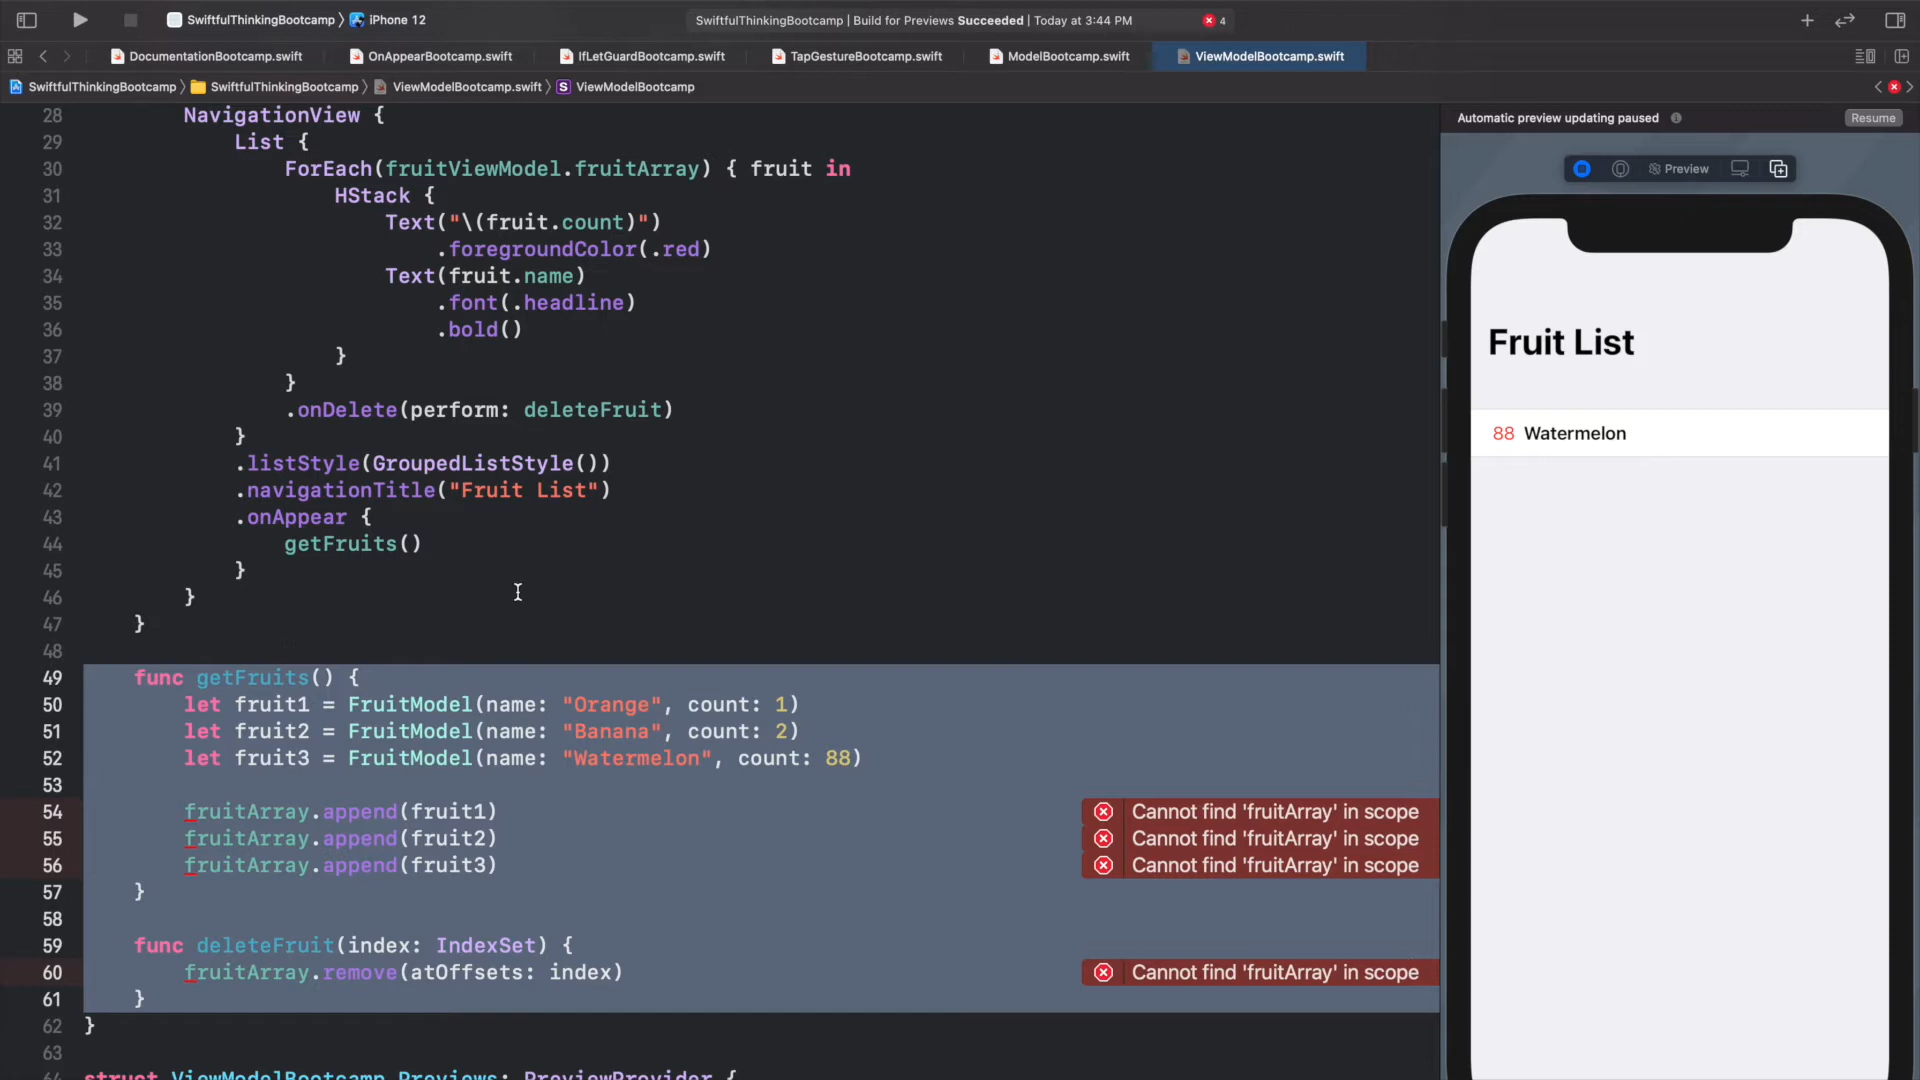 SwiftfulThinkingBootcamp 〉 iPhone 12
SwiftfulThinkingBootcamp | Build for Previews Succeeded | Today at 3:44 PM
4
DocumentationBootcamp.swift
OnAppearBootcamp.swift
IfLetGuardBootcamp.swift
TapGestureBootcamp.swift
ModelBootcamp.swift
ViewModelBootcamp.swift
SwiftfulThinkingBootcamp 〉 SwiftfulThinkingBootcamp 〉 ViewModelBootcamp.swift 〉 S ViewModelBootcamp
28 NavigationView {
29 List {
30 ForEach(fruitViewModel.fruitArray) { fruit in
31 HStack {
32 Text("\(fruit.count)")
33 .foregroundColor(.red)
34 Text(fruit.name)
35 .font(.headline)
36 .bold()
37 }
38 }
39 .onDelete(perform: deleteFruit)
40 }
41 .listStyle(GroupedListStyle())
42 .navigationTitle("Fruit List")
43 .onAppear {
44 getFruits()
45 }
46 }
47 }
48
49 func getFruits() {
50 let fruit1 = FruitModel(name: "Orange", count: 1)
51 let fruit2 = FruitModel(name: "Banana", count: 2)
52 let fruit3 = FruitModel(name: "Watermelon", count: 88)
53
54 fruitArray.append(fruit1) Cannot find 'fruitArray' in scope
55 fruitArray.append(fruit2) Cannot find 'fruitArray' in scope
56 fruitArray.append(fruit3) Cannot find 'fruitArray' in scope
57 }
58
59 func deleteFruit(index: IndexSet) {
60 fruitArray.remove(atOffsets: index) Cannot find 'fruitArray' in scope
61 }
62 }
63
64 struct ViewModelBootcamp_Previews: PreviewProvider {
Automatic preview updating paused
Resume
Preview
Fruit List
88 Watermelon